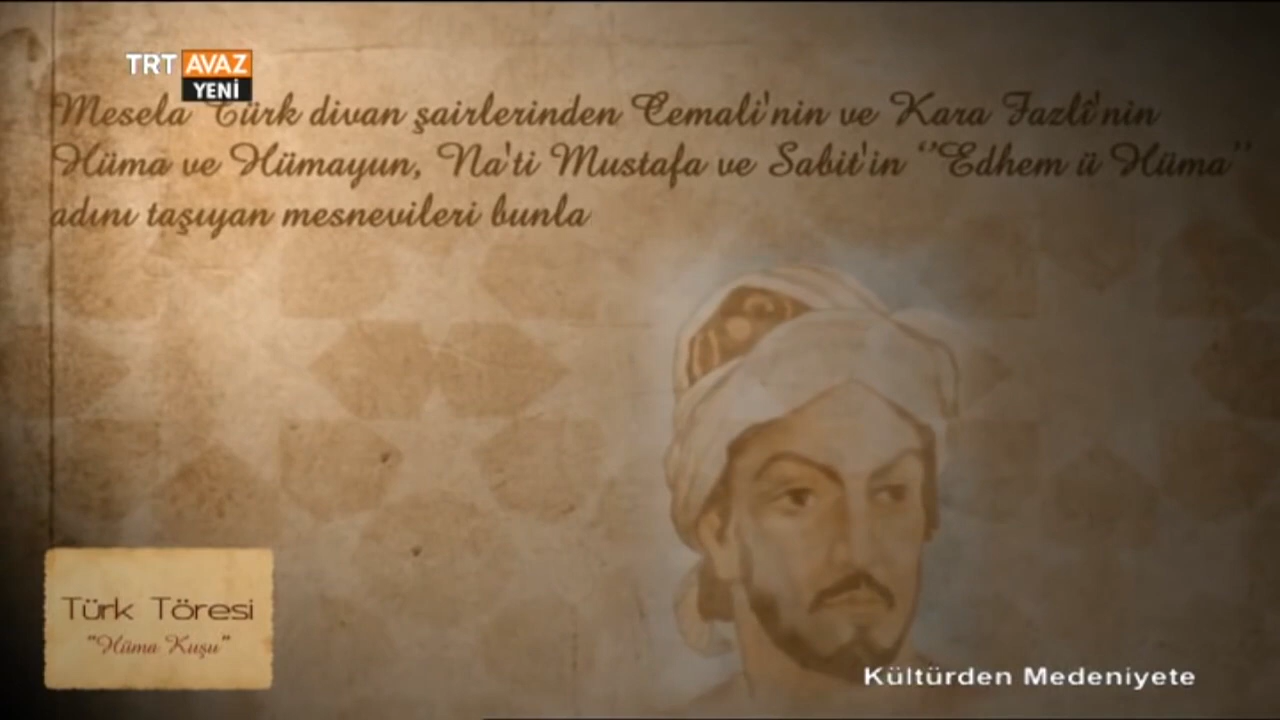 TRT AVAZ
YENİ
Mesela Türk divan şairlerinden Cemali'nin ve Kara Fazlî'nin
Hüma ve Hümayun, Na'ti Mustafa ve Sabit'in “Edhem ü Hüma”
adını taşıyan mesnevileri bunla
Türk Töresi
“Hüma Kuşu”
Kültürden Medeniyete